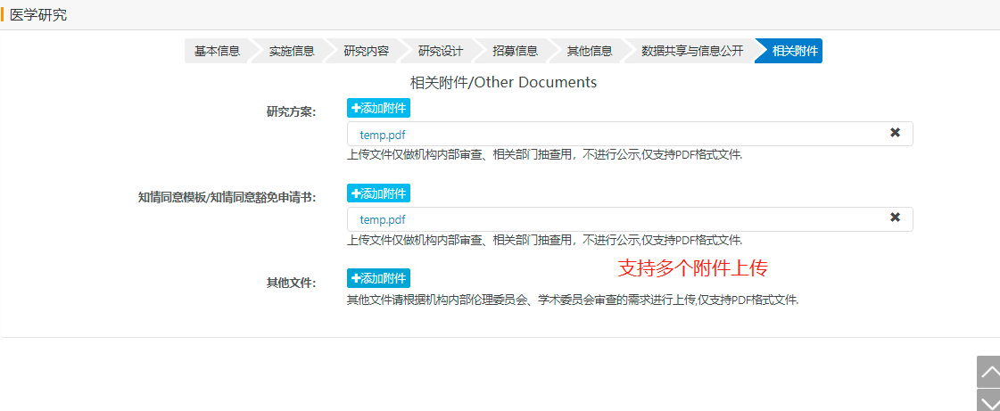 医学研究
基本信息 实施信息 研究内容 研究设计 招募信息 其他信息 数据共享与信息公开 相关附件
相关附件/Other Documents
研究方案: 添加附件
temp.pdf
上传文件仅做机构内部审查、相关部门抽查用，不进行公示,仅支持PDF格式文件.
知情同意模板/知情同意豁免申请书: 添加附件
temp.pdf
上传文件仅做机构内部审查、相关部门抽查用，不进行公示,仅支持PDF格式文件.
支持多个附件上传
其他文件: 添加附件
其他文件请根据机构内部伦理委员会、学术委员会审查的需求进行上传,仅支持PDF格式文件.